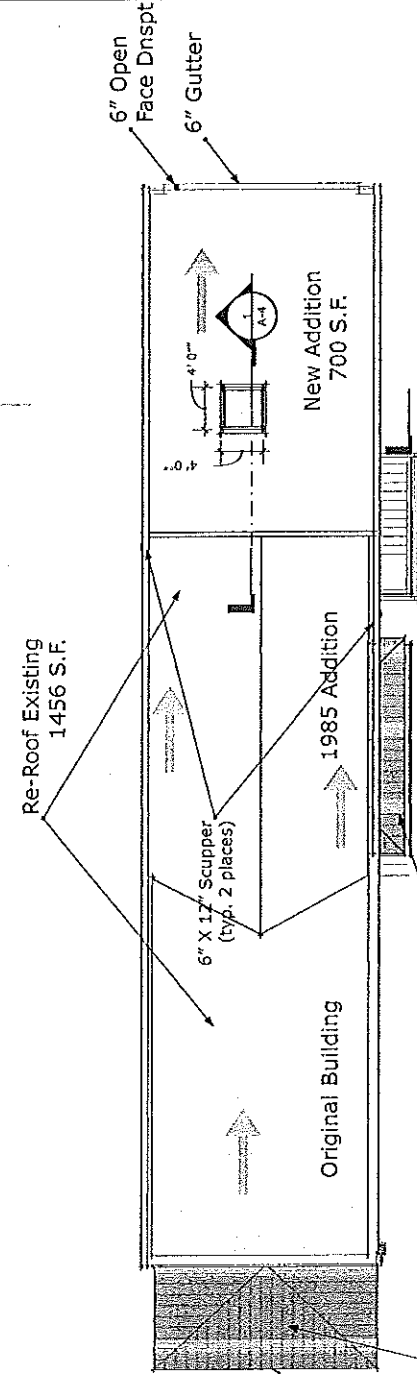 Re-Roof Existing
1456 S.F.
6" Open
Face Dnspt
6" Gutter
4' 0""
4' 0""
1
A-4
New Addition
700 S.F.
6" X 12" Scupper
(typ. 2 places)
1985 Addition
Original Building